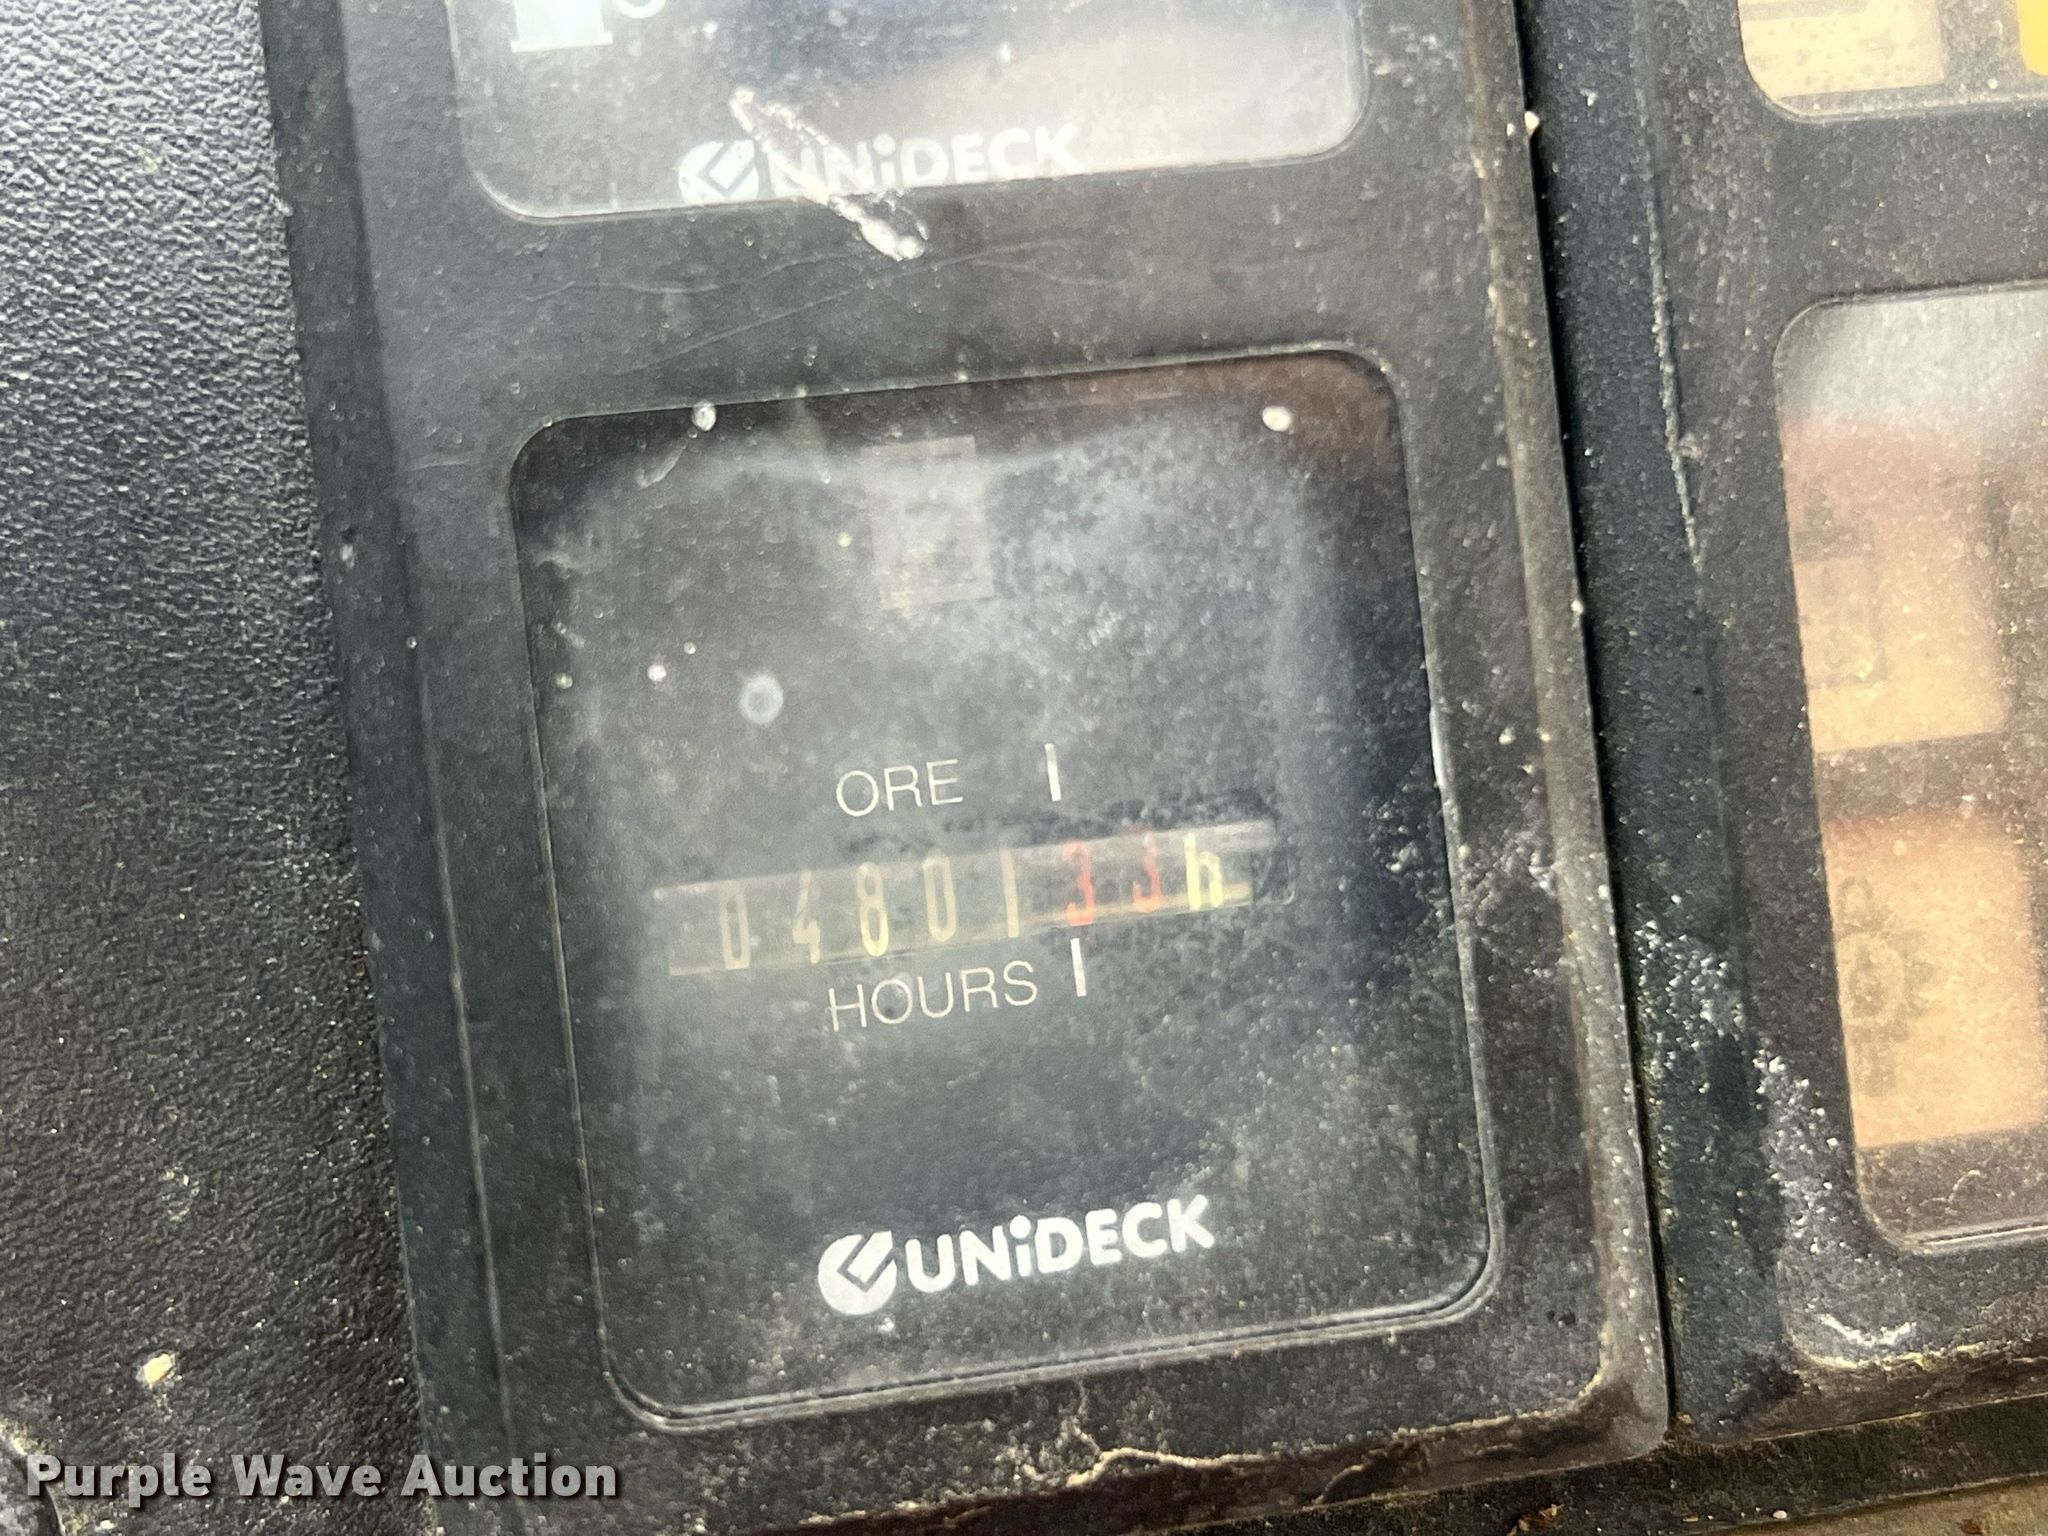 UNiDECK
ORE
0480133h
HOURS
UNiDECK
Purple Wave Auction